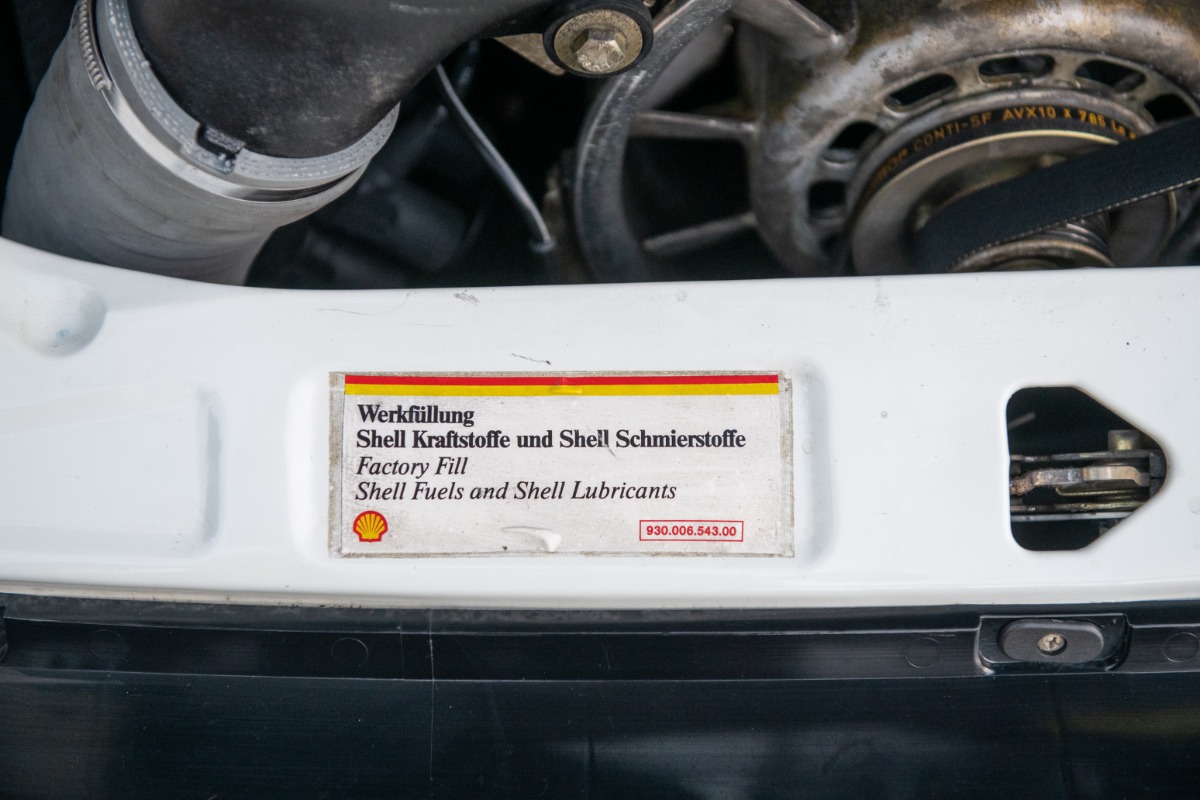 CONTI-SF AVX10 X 785
Werkfüllung
Shell Kraftstoffe und Shell Schmierstoffe
Factory Fill
Shell Fuels and Shell Lubricants
930.006.543.00